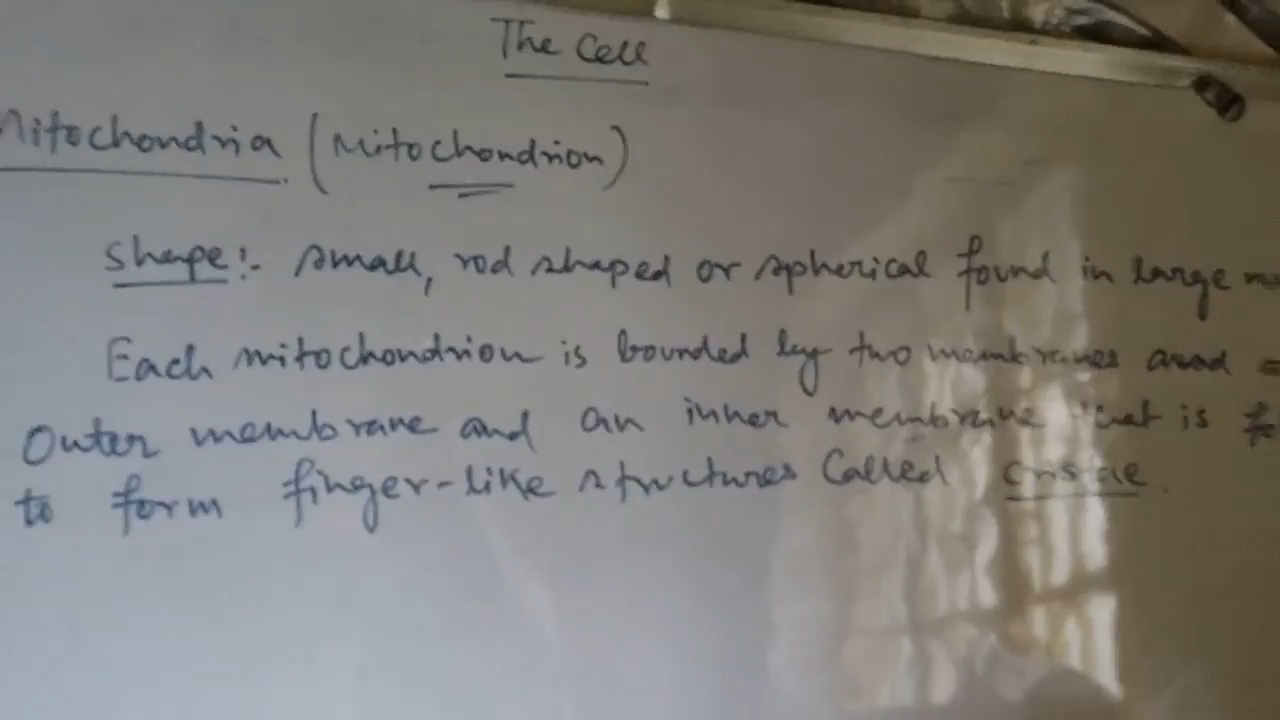 The Cell
Mitochondria (Mitochondrion)
Shape:- small, rod shaped or spherical found in large
Each mitochondrion is bounded by two membranes
Outer membrane and an inner membrane that is
to form finger-like structures called cristae.